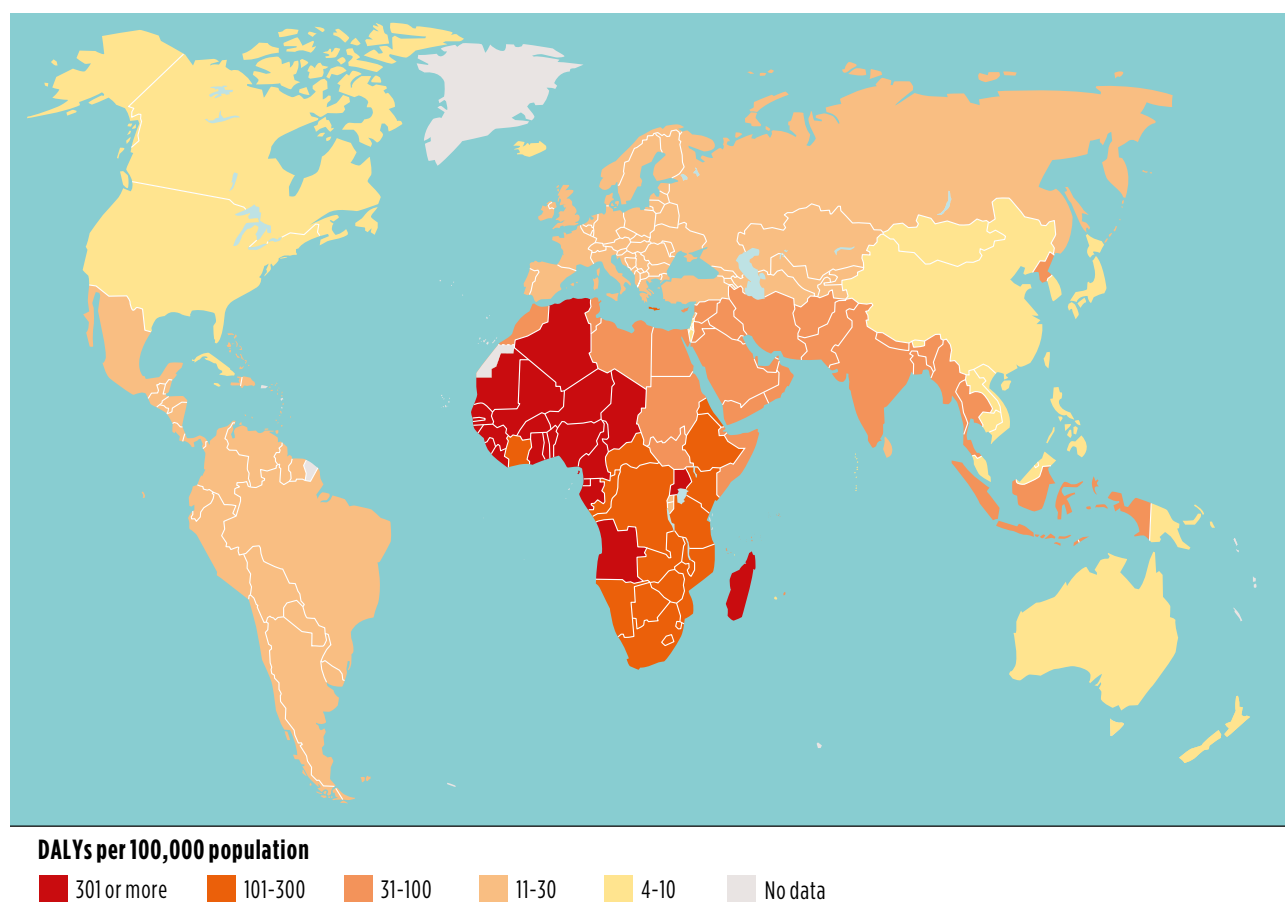 DALYs per 100,000 population
301 or more 101-300 31-100 11-30 4-10 No data